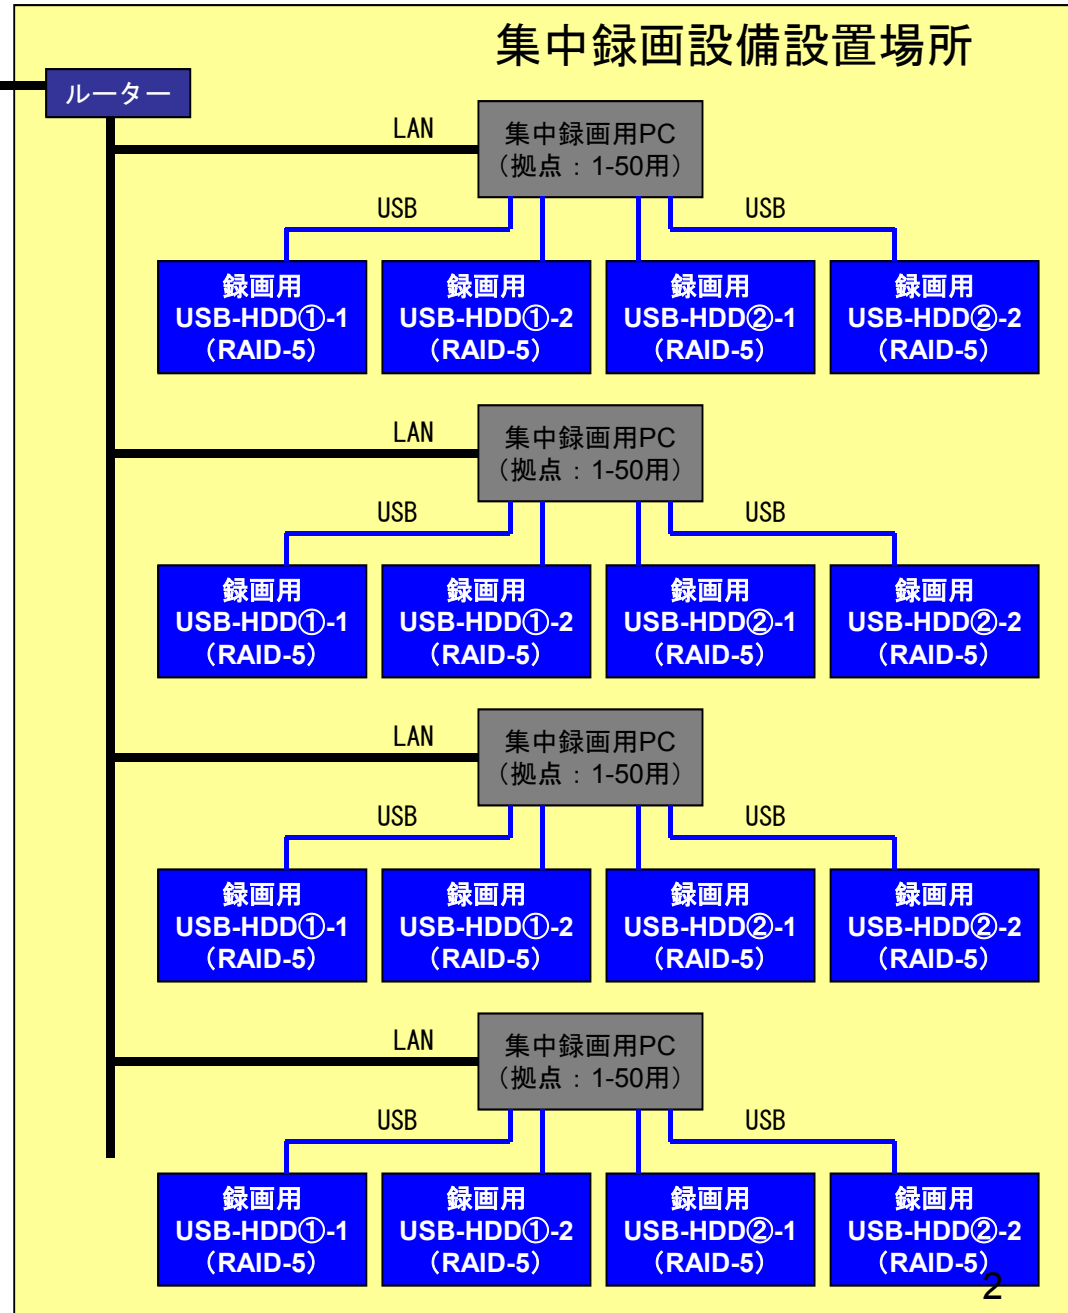 集中録画設備設置場所
ルーター
LAN
集中録画用PC
（拠点：1-50用）
USB
USB
録画用
USB-HDD①-1
（RAID-5）
録画用
USB-HDD①-2
（RAID-5）
録画用
USB-HDD②-1
（RAID-5）
録画用
USB-HDD②-2
（RAID-5）
LAN
集中録画用PC
（拠点：1-50用）
USB
USB
録画用
USB-HDD①-1
（RAID-5）
録画用
USB-HDD①-2
（RAID-5）
録画用
USB-HDD②-1
（RAID-5）
録画用
USB-HDD②-2
（RAID-5）
LAN
集中録画用PC
（拠点：1-50用）
USB
USB
録画用
USB-HDD①-1
（RAID-5）
録画用
USB-HDD①-2
（RAID-5）
録画用
USB-HDD②-1
（RAID-5）
録画用
USB-HDD②-2
（RAID-5）
LAN
集中録画用PC
（拠点：1-50用）
USB
USB
録画用
USB-HDD①-1
（RAID-5）
録画用
USB-HDD①-2
（RAID-5）
録画用
USB-HDD②-1
（RAID-5）
録画用
USB-HDD②-2
（RAID-5）
2